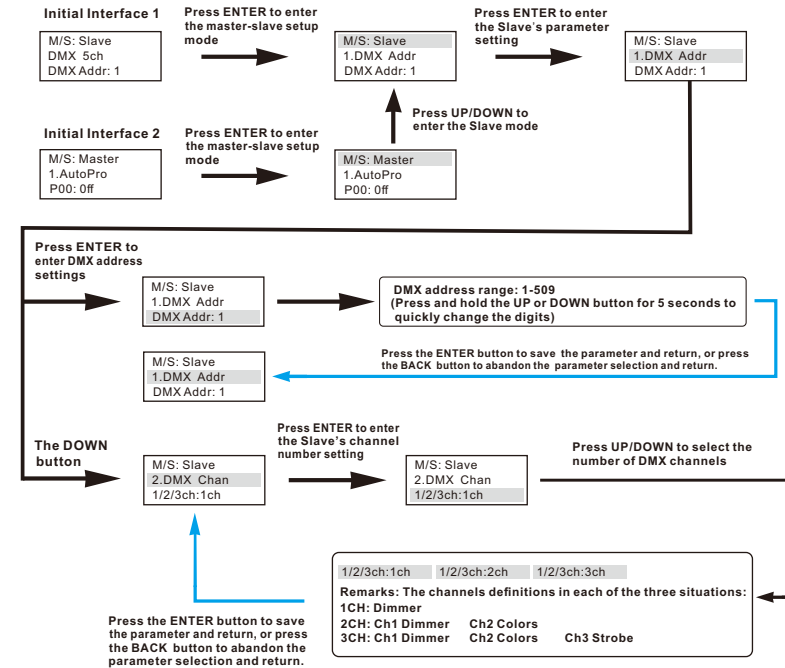 Initial Interface 1
M/S: Slave
DMX 5ch
DMX Addr: 1
Press ENTER to enter
the master-slave setup
mode
M/S: Slave
1.DMX Addr
DMX Addr: 1
Press ENTER to enter
the Slave's parameter
setting
M/S: Slave
1.DMX Addr
DMX Addr: 1
Press UP/DOWN to
enter the Slave mode
Initial Interface 2
M/S: Master
1.AutoPro
P00: 0ff
Press ENTER to enter
the master-slave setup
mode
M/S: Master
1.AutoPro
P00: 0ff
Press ENTER to
enter DMX address
settings
M/S: Slave
1.DMX Addr
DMX Addr: 1
DMX address range: 1-509
(Press and hold the UP or DOWN button for 5 seconds to
quickly change the digits)
Press the ENTER button to save the parameter and return, or press
the BACK button to abandon the parameter selection and return.
M/S: Slave
1.DMX Addr
DMX Addr: 1
The DOWN
button
M/S: Slave
2.DMX Chan
1/2/3ch:1ch
Press ENTER to enter
the Slave's channel
number setting
M/S: Slave
2.DMX Chan
1/2/3ch:1ch
Press UP/DOWN to select the
number of DMX channels
1/2/3ch:1ch 1/2/3ch:2ch 1/2/3ch:3ch
Remarks: The channels definitions in each of the three situations:
1CH: Dimmer
2CH: Ch1 Dimmer Ch2 Colors
3CH: Ch1 Dimmer Ch2 Colors Ch3 Strobe
Press the ENTER button to save
the parameter and return, or press
the BACK button to abandon the
parameter selection and return.